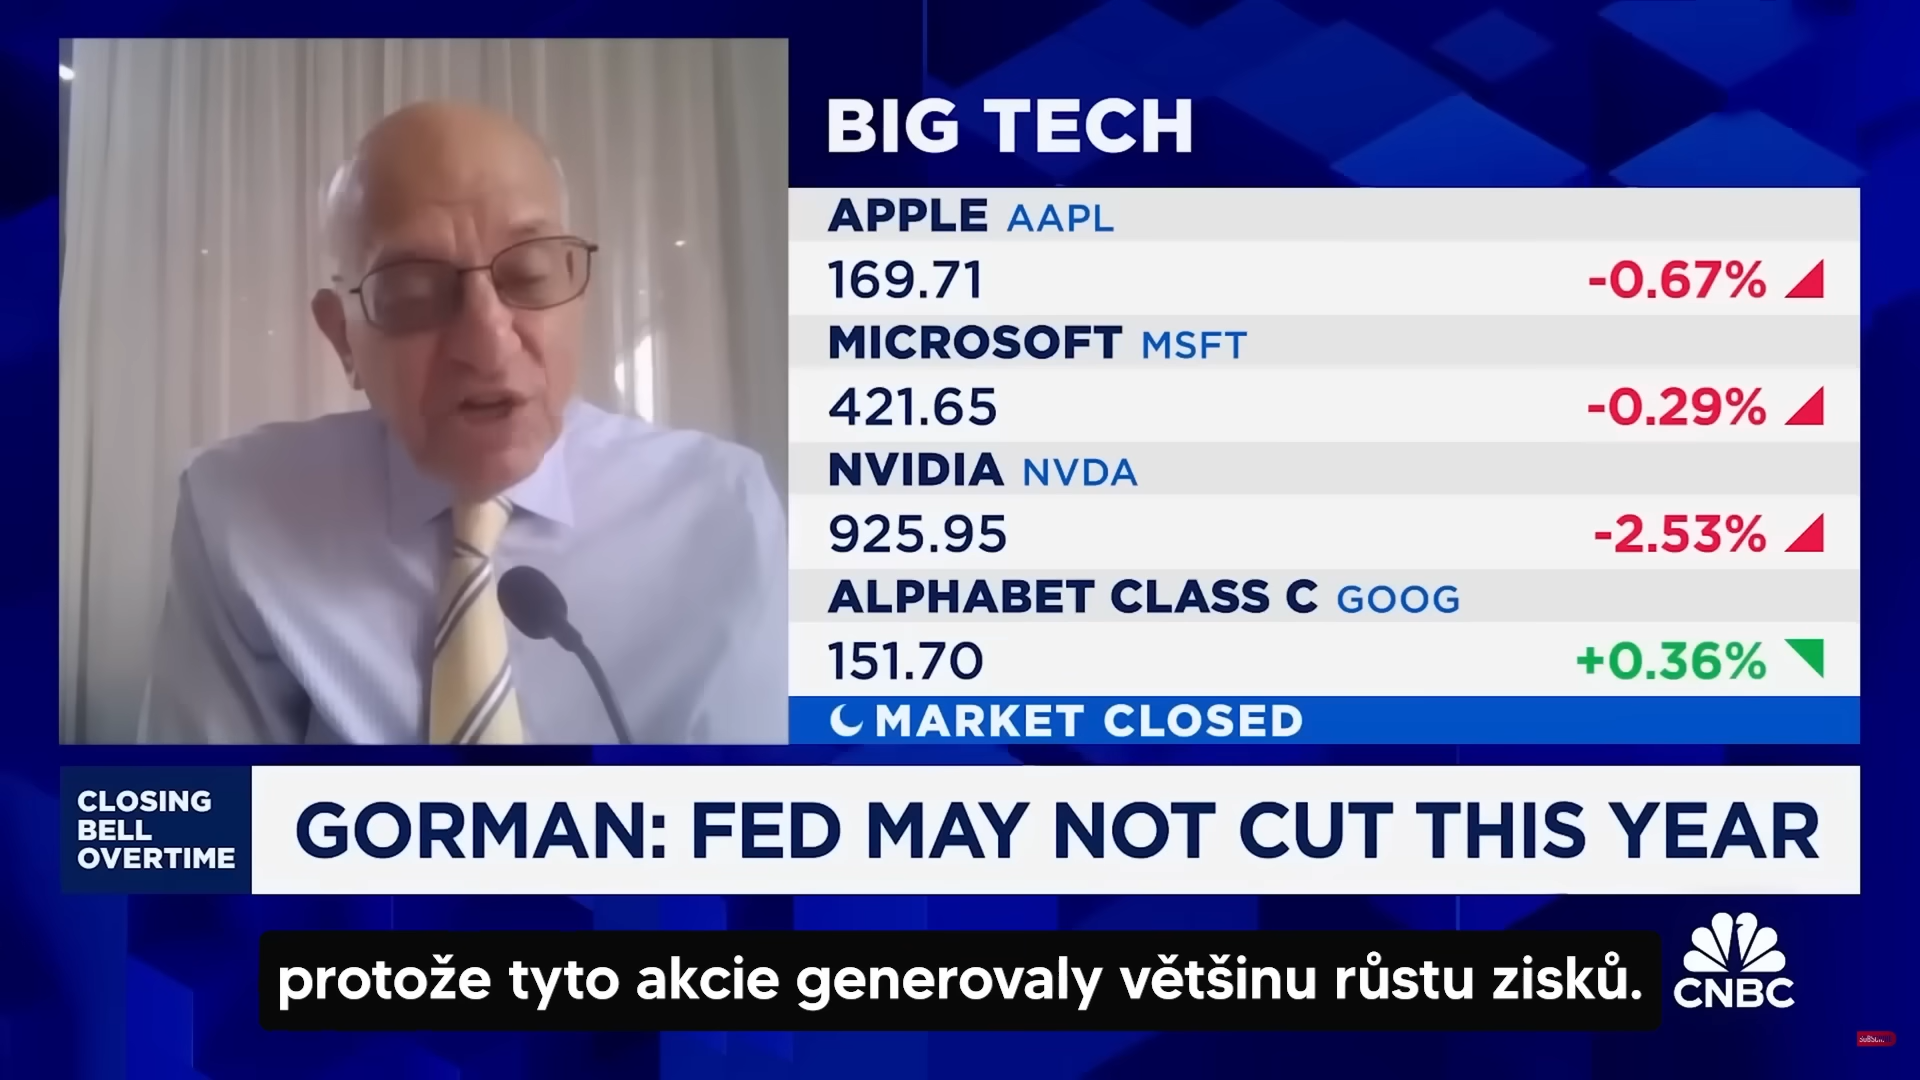 BIG TECH
APPLE AAPL
169.71 -0.67%
MICROSOFT MSFT
421.65 -0.29%
NVIDIA NVDA
925.95 -2.53%
ALPHABET CLASS C GOOG
151.70 +0.36%
MARKET CLOSED
CLOSING
BELL
OVERTIME
GORMAN: FED MAY NOT CUT THIS YEAR
protože tyto akcie generovaly většinu růstu zisků.
CNBC